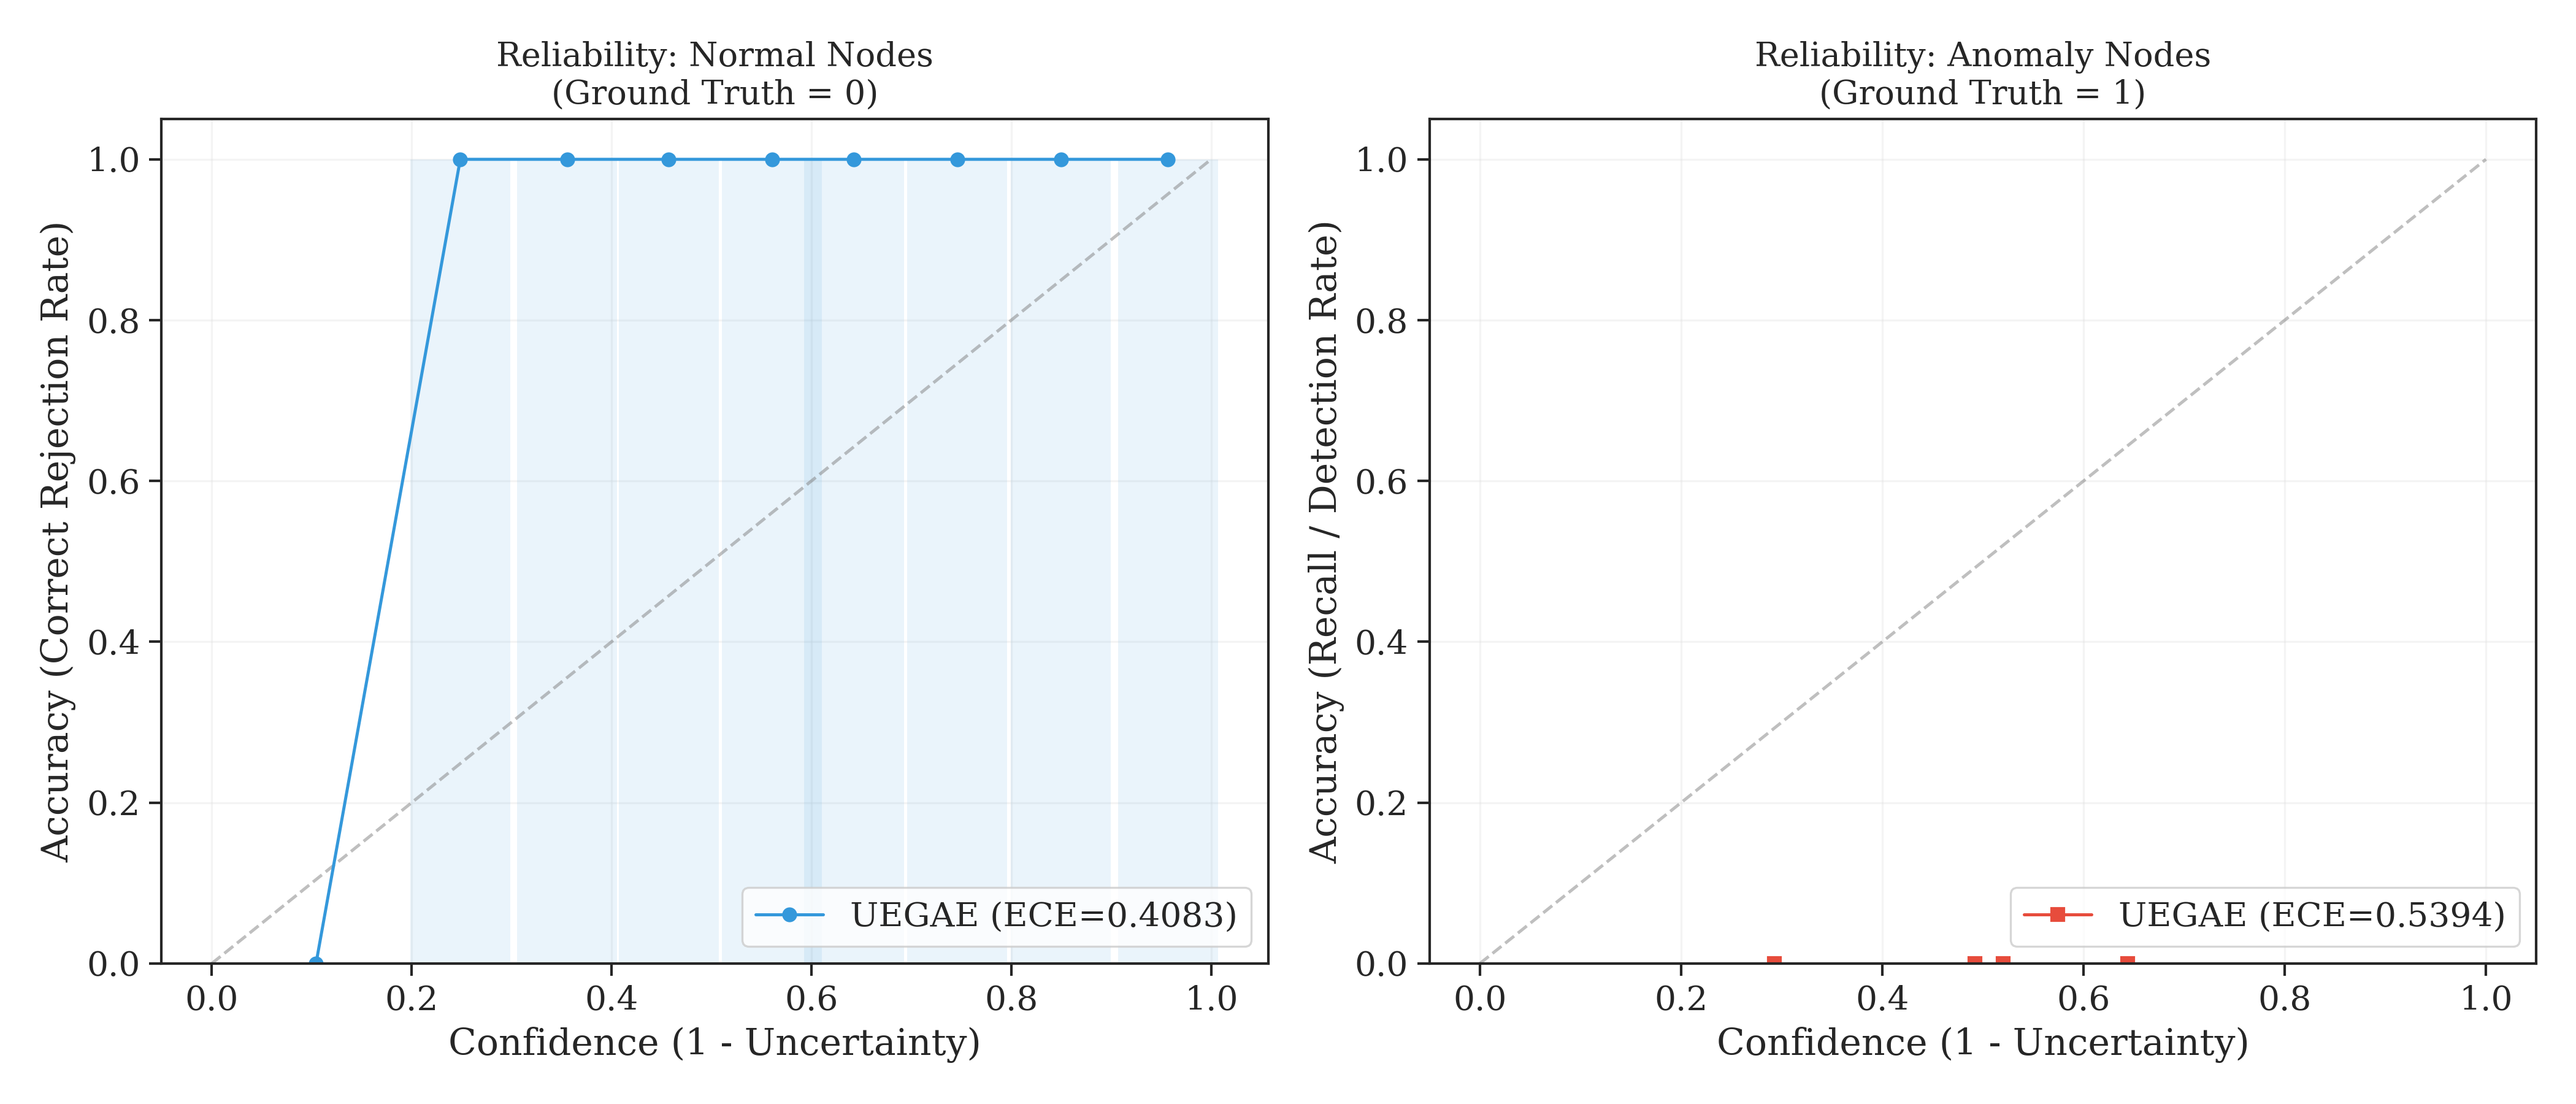 Reliability: Normal Nodes
(Ground Truth = 0)
Accuracy (Correct Rejection Rate)
1.0
0.8
0.6
0.4
0.2
0.0
UEGAE (ECE=0.4083)
0.0 0.2 0.4 0.6 0.8 1.0
Confidence (1 - Uncertainty)
Reliability: Anomaly Nodes
(Ground Truth = 1)
Accuracy (Recall / Detection Rate)
1.0
0.8
0.6
0.4
0.2
0.0
UEGAE (ECE=0.5394)
0.0 0.2 0.4 0.6 0.8 1.0
Confidence (1 - Uncertainty)